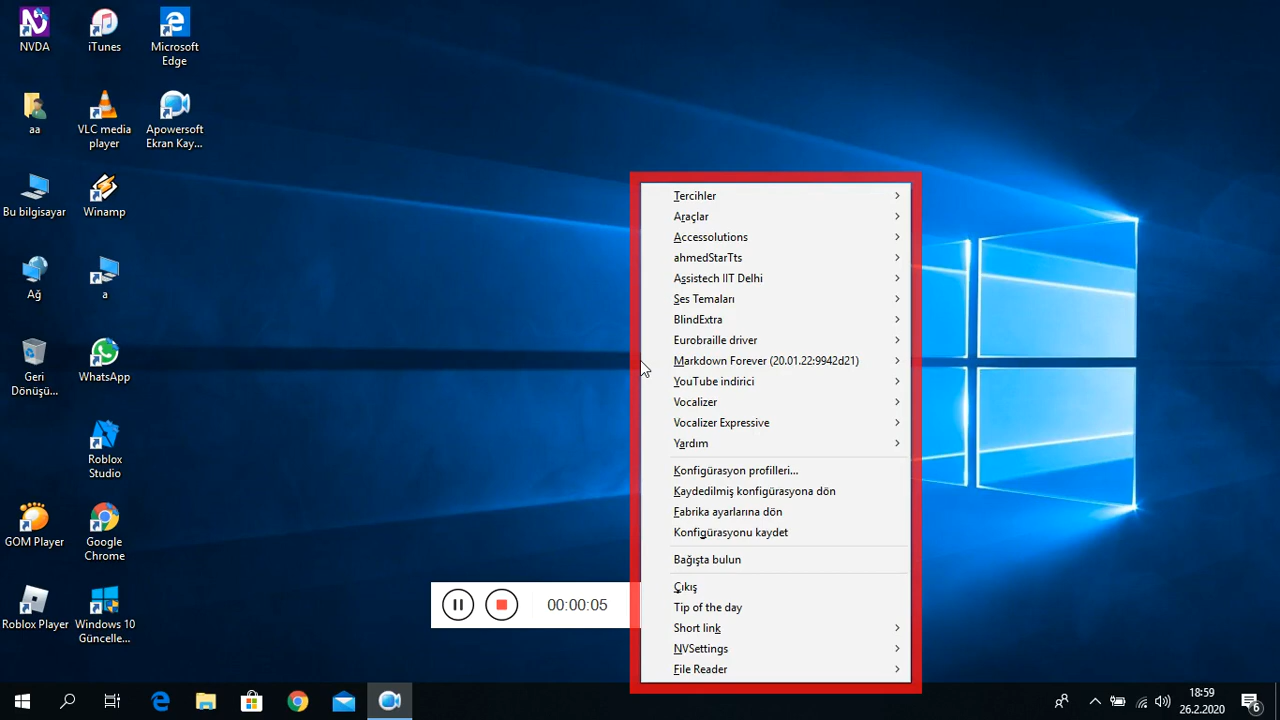 NVDA
iTunes
Microsoft
Edge
aa
VLC media
player
Apowersoft
Ekran Kay...
Bu bilgisayar
Winamp
Ağ
a
Geri
Dönüşü...
WhatsApp
Roblox
Studio
GOM Player
Google
Chrome
Roblox Player
Windows 10
Güncelle...
Tercihler
Araçlar
Accessolutions
ahmedStarTts
Assistech IIT Delhi
Ses Temaları
BlindExtra
Eurobraille driver
Markdown Forever (20.01.22:9942d21)
YouTube indirici
Vocalizer
Vocalizer Expressive
Yardım
Konfigürasyon profilleri...
Kaydedilmiş konfigürasyona dön
Fabrika ayarlarına dön
Konfigürasyonu kaydet
Bağışta bulun
Çıkış
Tip of the day
Short link
NVSettings
File Reader
00:00:05
18:59
26.2.2020
6